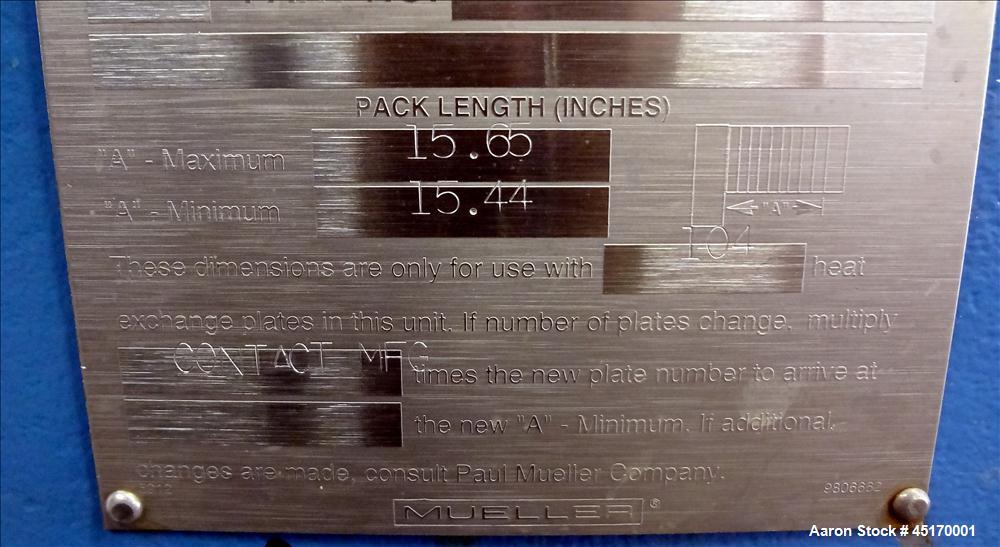 PACK LENGTH (INCHES)
"A" - Maximum 15.65
"A" - Minimum 15.44
"A"
These dimensions are only for use with 104 heat
exchange plates in this unit. If number of plates change, multiply
CONTACT MFG times the new plate number to arrive at
the new "A" - Minimum. If additional
changes are made, consult Paul Mueller Company.
9806662
MUELLER®
Aaron Stock # 45170001